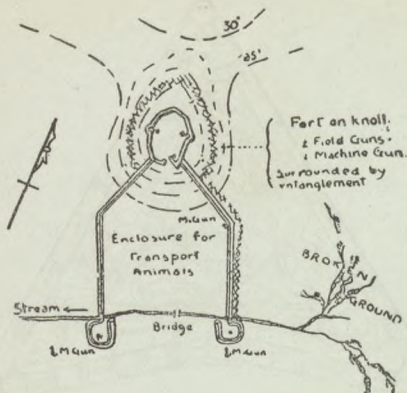 30'
25'
Fort on knoll.
2 Field Guns.
1 Machine Gun.
Surrounded by
entanglement
M.Gun
Enclosure for
Transport
Animals
BROKEN
GROUND
Stream
Bridge
1 M Gun
1 M Gun